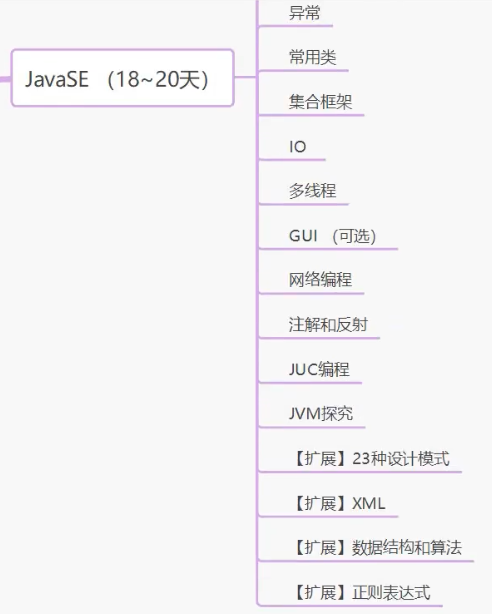 异常
JavaSE （18~20天）
常用类
集合框架
IO
多线程
GUI （可选）
网络编程
注解和反射
JUC编程
JVM探究
【扩展】23种设计模式
【扩展】XML
【扩展】数据结构和算法
【扩展】正则表达式